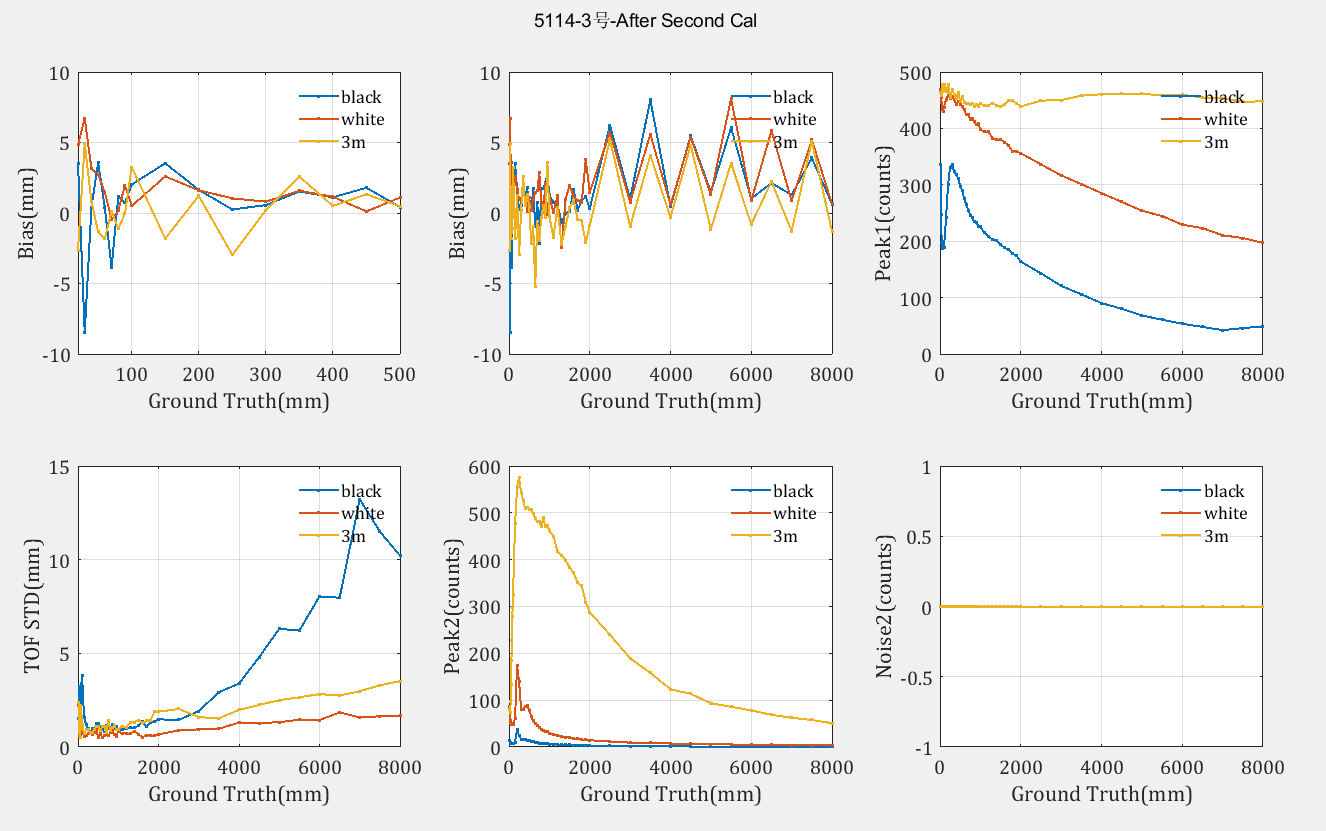 5114-3号-After Second Cal
10
5
0
-5
-10
Bias(mm)
100
200
300
400
500
Ground Truth(mm)
black
white
3m
10
5
0
-5
-10
Bias(mm)
0
2000
4000
6000
8000
Ground Truth(mm)
black
white
3m
500
400
300
200
100
0
Peak1(counts)
0
2000
4000
6000
8000
Ground Truth(mm)
black
white
3m
15
10
5
0
TOF STD(mm)
0
2000
4000
6000
8000
Ground Truth(mm)
black
white
3m
600
500
400
300
200
100
0
Peak2(counts)
0
2000
4000
6000
8000
Ground Truth(mm)
black
white
3m
1
0.5
0
-0.5
-1
Noise2(counts)
0
2000
4000
6000
8000
Ground Truth(mm)
black
white
3m